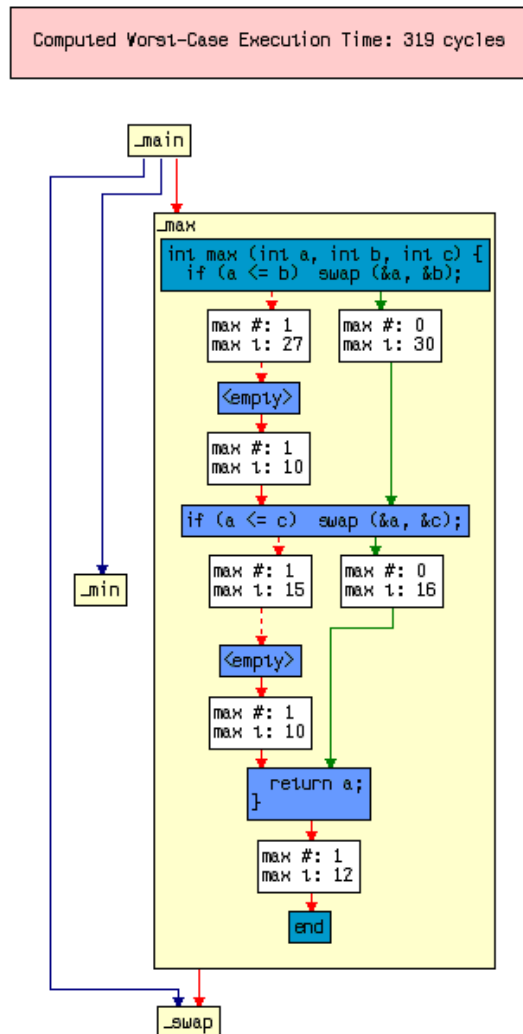 Computed Worst-Case Execution Time: 319 cycles
_main
_max
int max (int a, int b, int c) {
if (a <= b)  swap (&a, &b);
max #: 1
max t: 27
max #: 0
max t: 30
<empty>
max #: 1
max t: 10
if (a <= c)  swap (&a, &c);
max #: 1
max t: 15
max #: 0
max t: 16
_min
<empty>
max #: 1
max t: 10
return a;
}
max #: 1
max t: 12
end
_swap